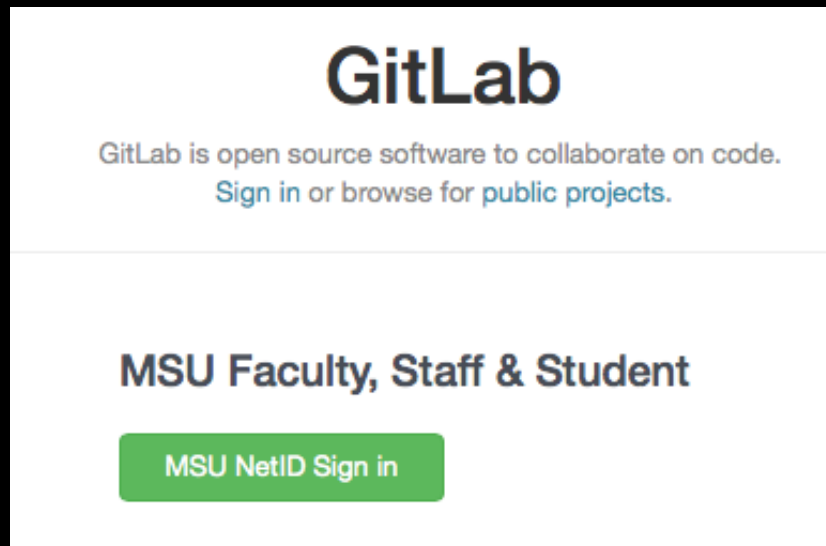 GitLab
GitLab is open source software to collaborate on code.
Sign in or browse for public projects.
MSU Faculty, Staff & Student
MSU NetID Sign in